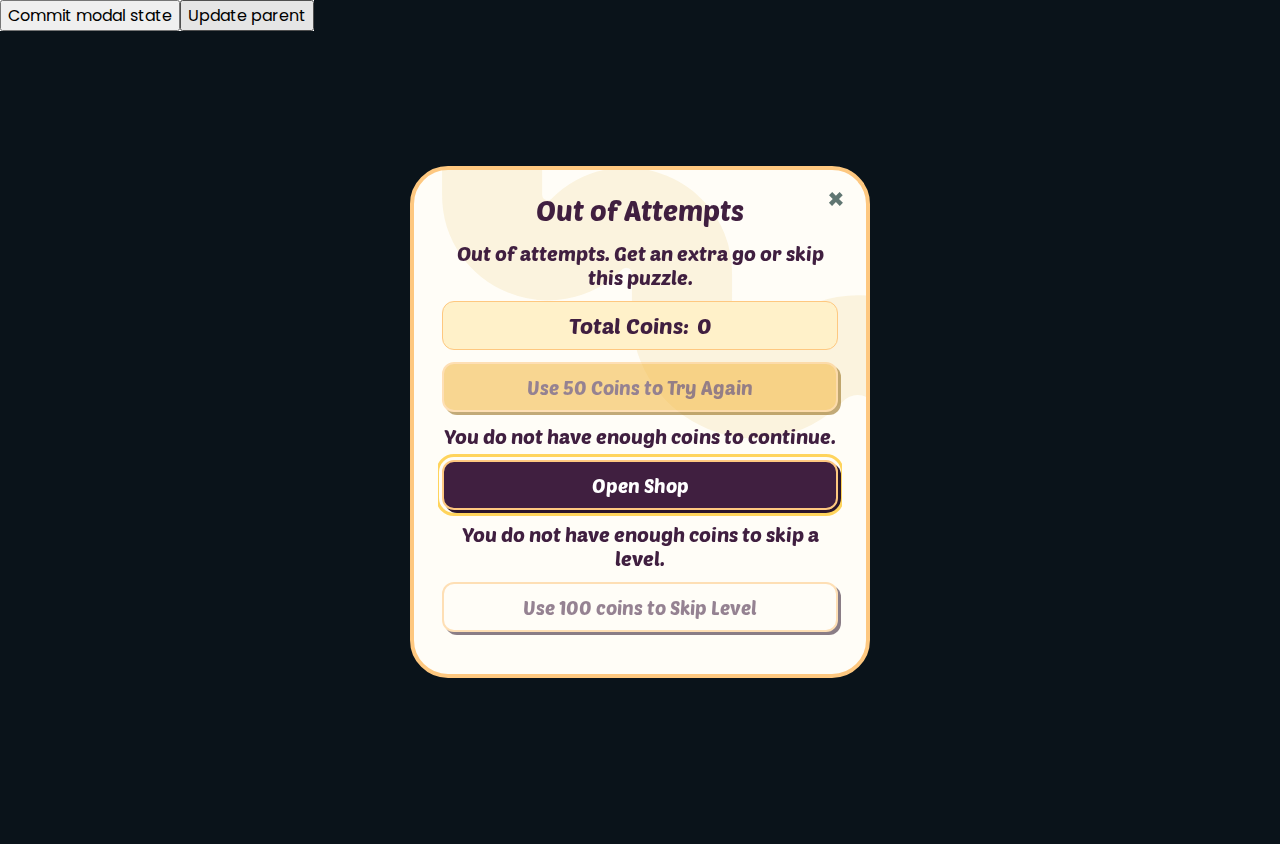 Commit modal state Update parent
Out of Attempts
✖
Out of attempts. Get an extra go or skip
this puzzle.
Total Coins: 0
Use 50 Coins to Try Again
You do not have enough coins to continue.
Open Shop
You do not have enough coins to skip a
level.
Use 100 coins to Skip Level